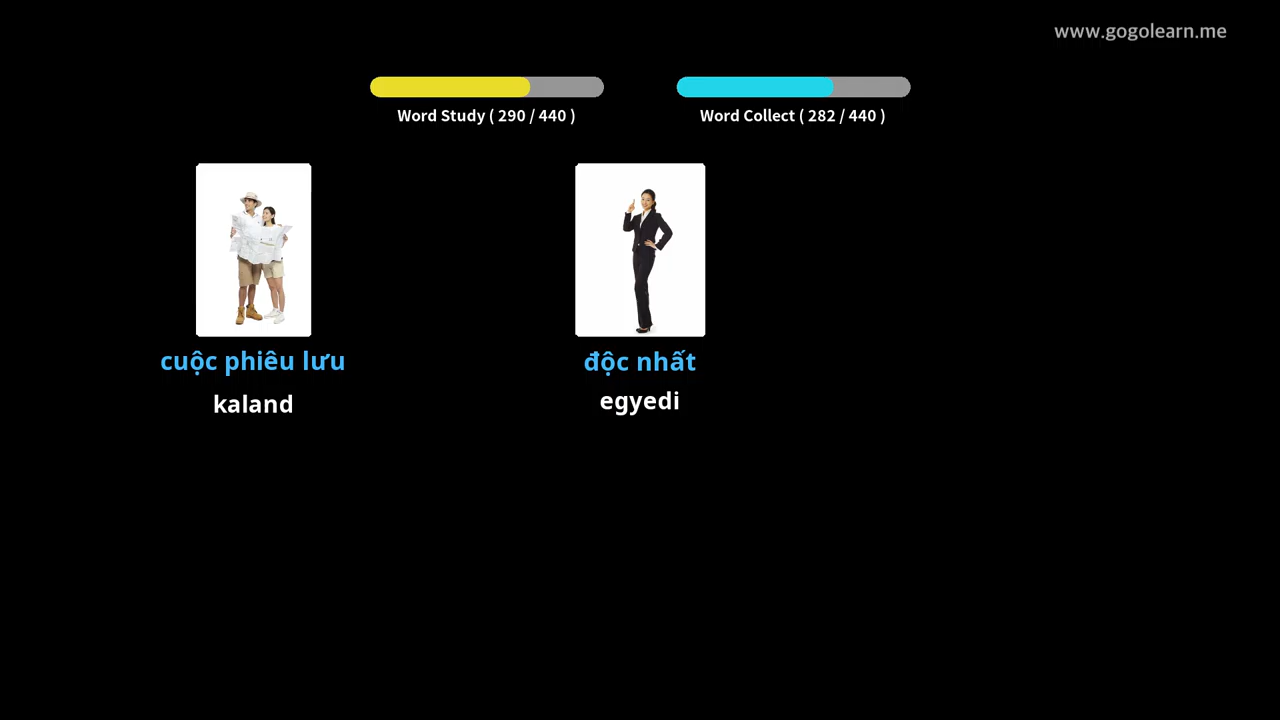 www.gogolearn.me
Word Study ( 290 / 440 )
Word Collect ( 282 / 440 )
cuộc phiêu lưu
kaland
độc nhất
egyedi